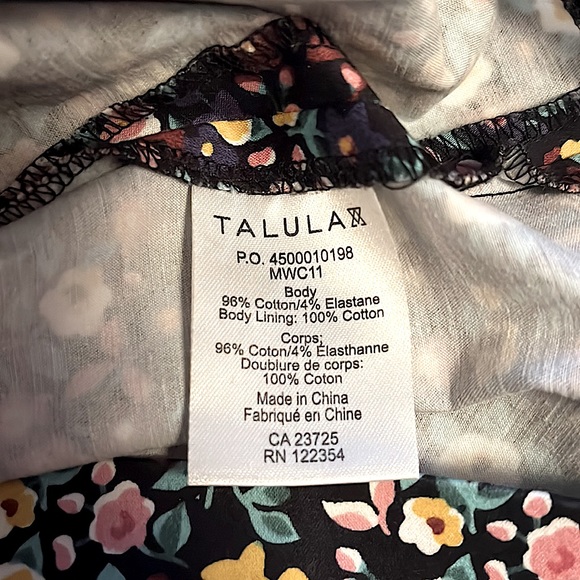 TALULA
P.O. 4500010198
MWC11
Body
96% Cotton/4% Elastane
Body Lining: 100% Cotton
Corps:
96% Coton/4% Élasthanne
Doublure de corps:
100% Coton
Made in China
Fabriqué en Chine
CA 23725
RN 122354